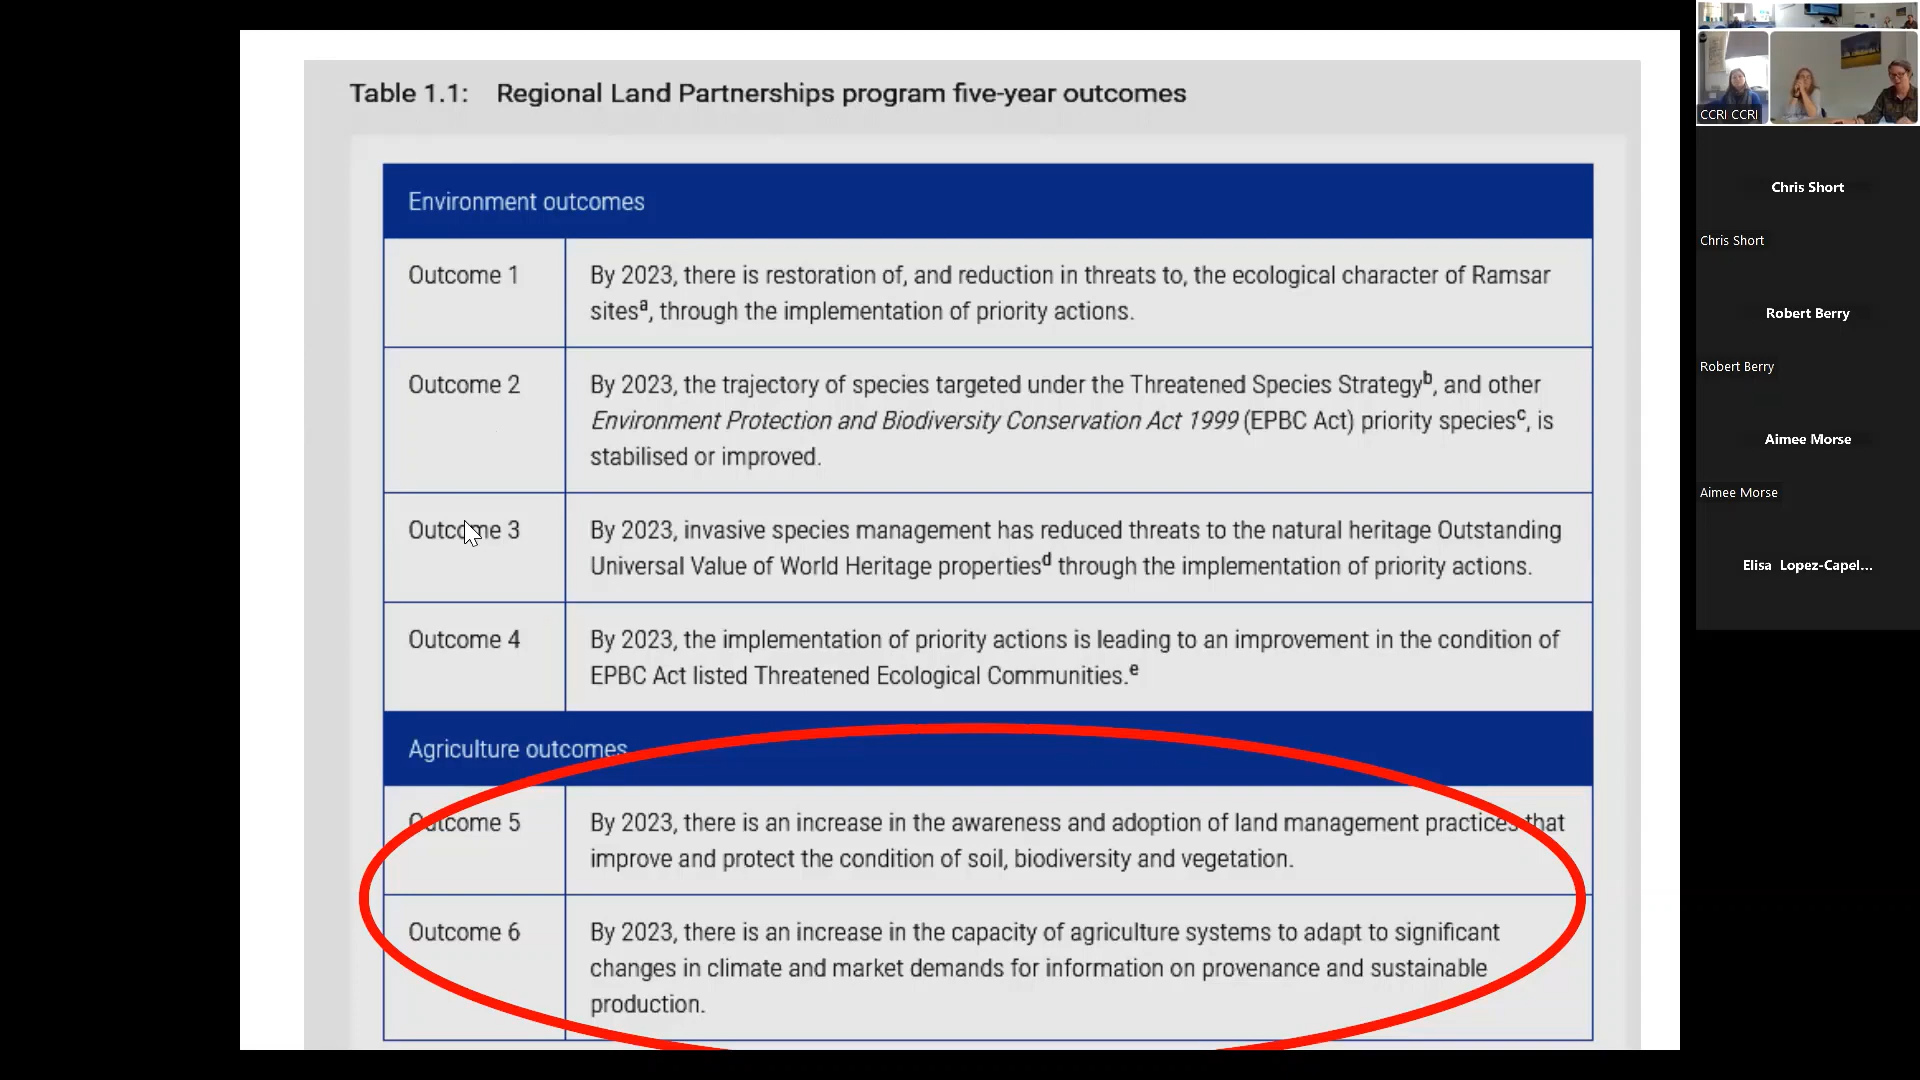 Table 1.1: Regional Land Partnerships program five-year outcomes
Environment outcomes
Outcome 1
By 2023, there is restoration of, and reduction in threats to, the ecological character of Ramsar
sitesᵃ, through the implementation of priority actions.
Outcome 2
By 2023, the trajectory of species targeted under the Threatened Species Strategyᵇ, and other
Environment Protection and Biodiversity Conservation Act 1999 (EPBC Act) priority speciesᶜ, is
stabilised or improved.
Outcome 3
By 2023, invasive species management has reduced threats to the natural heritage Outstanding
Universal Value of World Heritage propertiesᵈ through the implementation of priority actions.
Outcome 4
By 2023, the implementation of priority actions is leading to an improvement in the condition of
EPBC Act listed Threatened Ecological Communities.ᵉ
Agriculture outcomes
Outcome 5
By 2023, there is an increase in the awareness and adoption of land management practices that
improve and protect the condition of soil, biodiversity and vegetation.
Outcome 6
By 2023, there is an increase in the capacity of agriculture systems to adapt to significant
changes in climate and market demands for information on provenance and sustainable
production.
CCRI CCRI
Chris Short
Chris Short
Robert Berry
Robert Berry
Aimee Morse
Aimee Morse
Elisa Lopez-Capel...